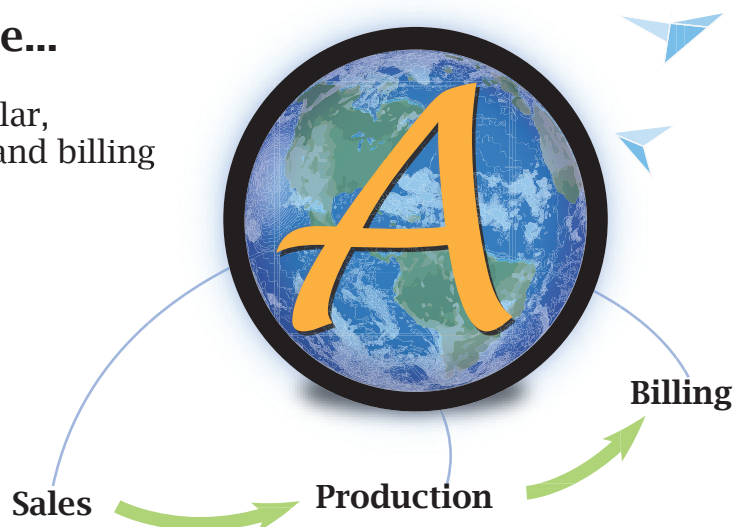 e...
lar,
and billing
A
Billing
Production
Sales